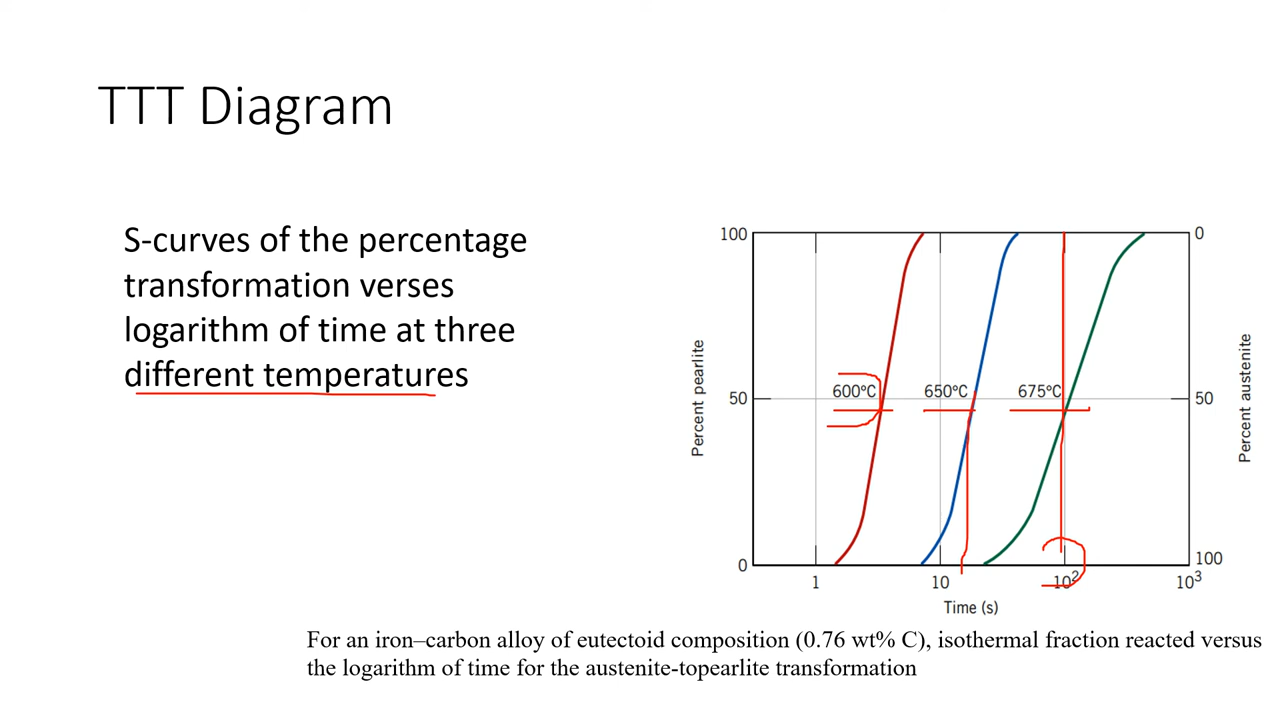 TTT Diagram
S-curves of the percentage
transformation verses
logarithm of time at three
different temperatures
100
50
0
Percent pearlite
600°C
650°C
675°C
0
50
100
Percent austenite
1
10
10²
10³
Time (s)
For an iron–carbon alloy of eutectoid composition (0.76 wt% C), isothermal fraction reacted versus
the logarithm of time for the austenite-topearlite transformation